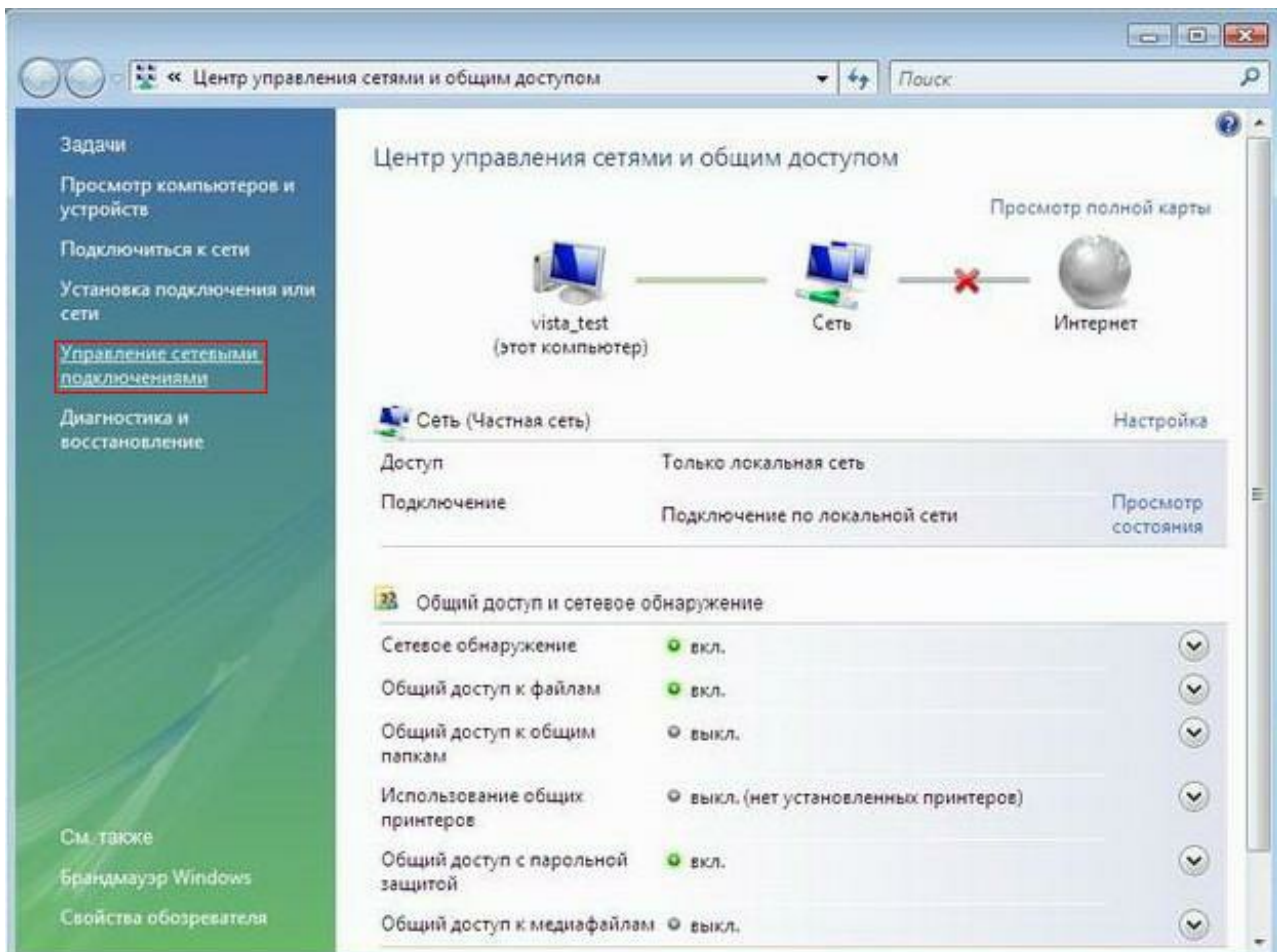 « Центр управления сетями и общим доступом
Поиск
Задачи
Просмотр компьютеров и
устройств
Подключиться к сети
Установка подключения или
сети
Управление сетевыми
подключениями
Диагностика и
восстановление
См. также
Брандмауэр Windows
Свойства обозревателя
Центр управления сетями и общим доступом
Просмотр полной карты
vista_test
(этот компьютер)
Сеть
Интернет
Сеть (Частная сеть)
Настройка
Доступ
Только локальная сеть
Подключение
Подключение по локальной сети
Просмотр
состояния
Общий доступ и сетевое обнаружение
Сетевое обнаружение
вкл.
Общий доступ к файлам
вкл.
Общий доступ к общим
папкам
выкл.
Использование общих
принтеров
выкл. (нет установленных принтеров)
Общий доступ с парольной
защитой
вкл.
Общий доступ к медиафайлам
выкл.